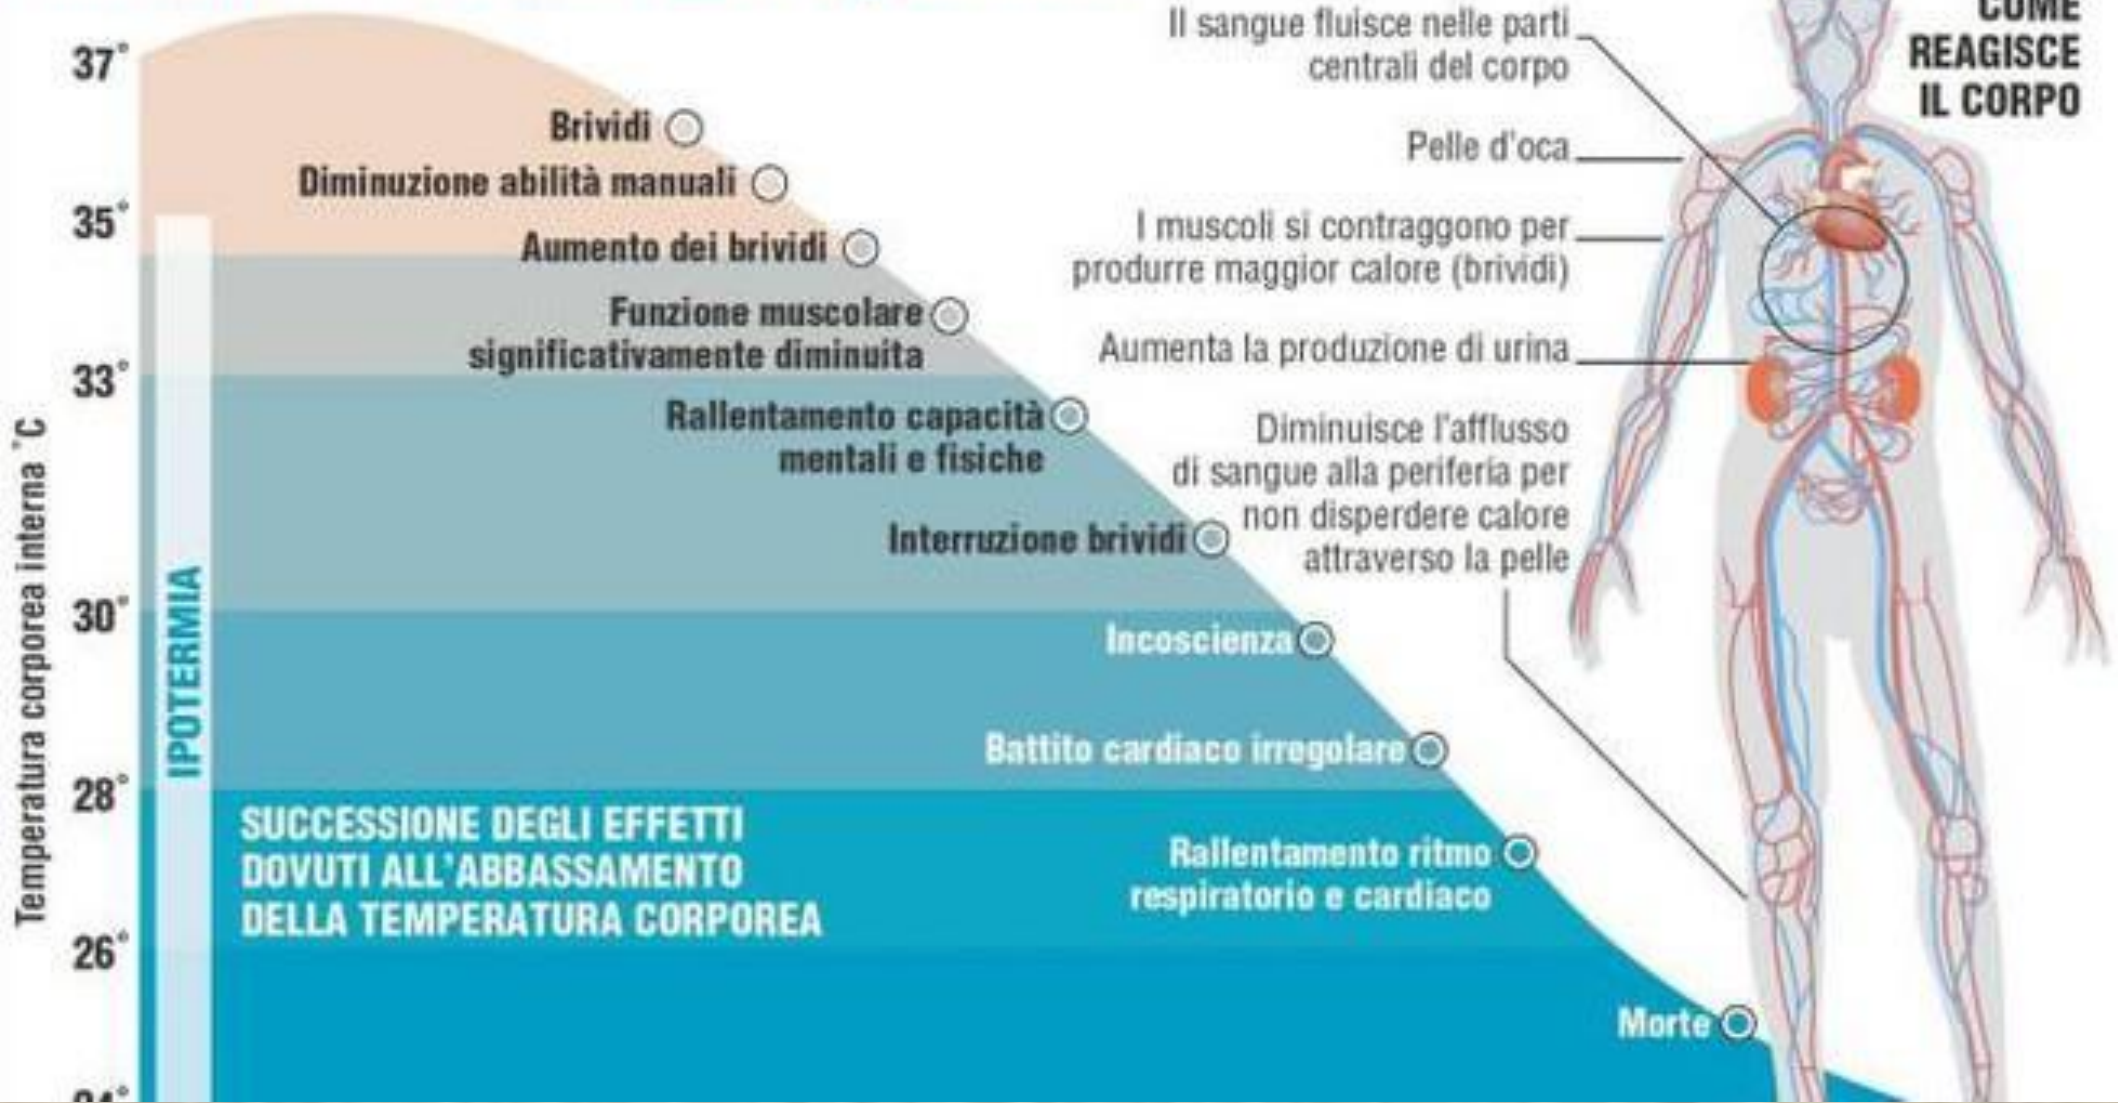 COME
REAGISCE
IL CORPO
Temperatura corporea interna °C
37°
35°
33°
30°
28°
26°
IPOTERMIA
Brividi
Diminuzione abilità manuali
Aumento dei brividi
Funzione muscolare
significativamente diminuita
Rallentamento capacità
mentali e fisiche
Interruzione brividi
Incoscienza
Battito cardiaco irregolare
Rallentamento ritmo
respiratorio e cardiaco
Morte
SUCCESSIONE DEGLI EFFETTI
DOVUTI ALL'ABBASSAMENTO
DELLA TEMPERATURA CORPOREA
Il sangue fluisce nelle parti
centrali del corpo
Pelle d'oca
I muscoli si contraggono per
produrre maggior calore (brividi)
Aumenta la produzione di urina
Diminuisce l'afflusso
di sangue alla periferia per
non disperdere calore
attraverso la pelle